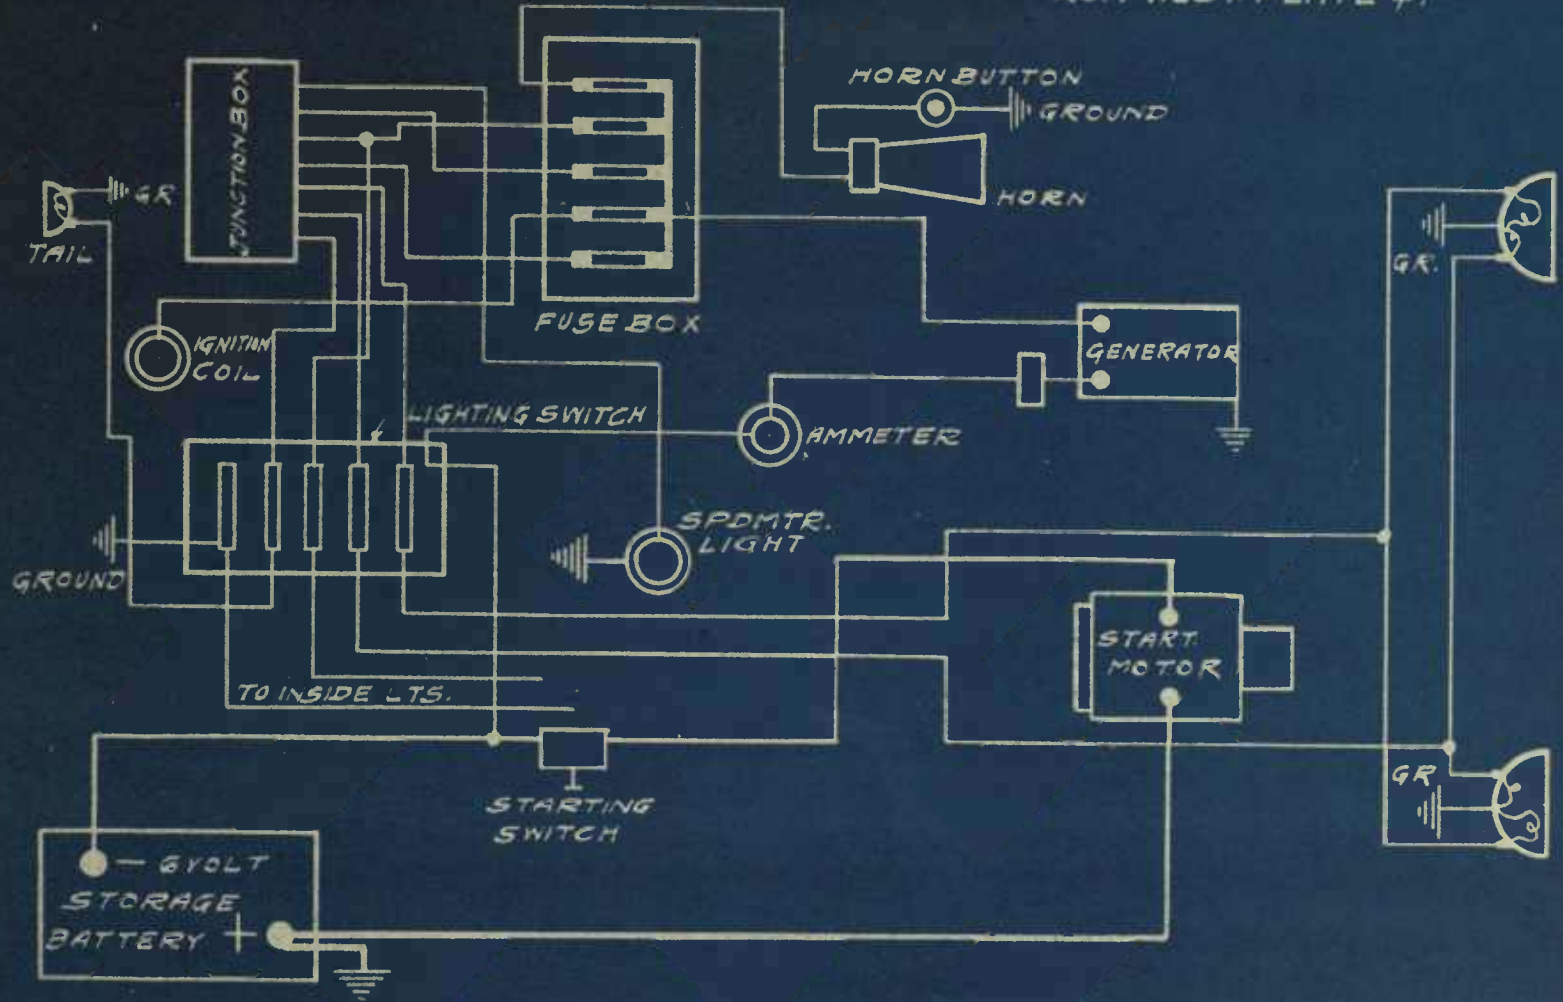 HORN BUTTON
GROUND
JUNCTION BOX
GR
HORN
TAIL
GR.
FUSE BOX
IGNITION
COIL
GENERATOR
LIGHTING SWITCH
AMMETER
SPDMTR.
LIGHT
GROUND
START.
MOTOR
TO INSIDE LTS.
GR
STARTING
SWITCH
- 6 VOLT
STORAGE
BATTERY +